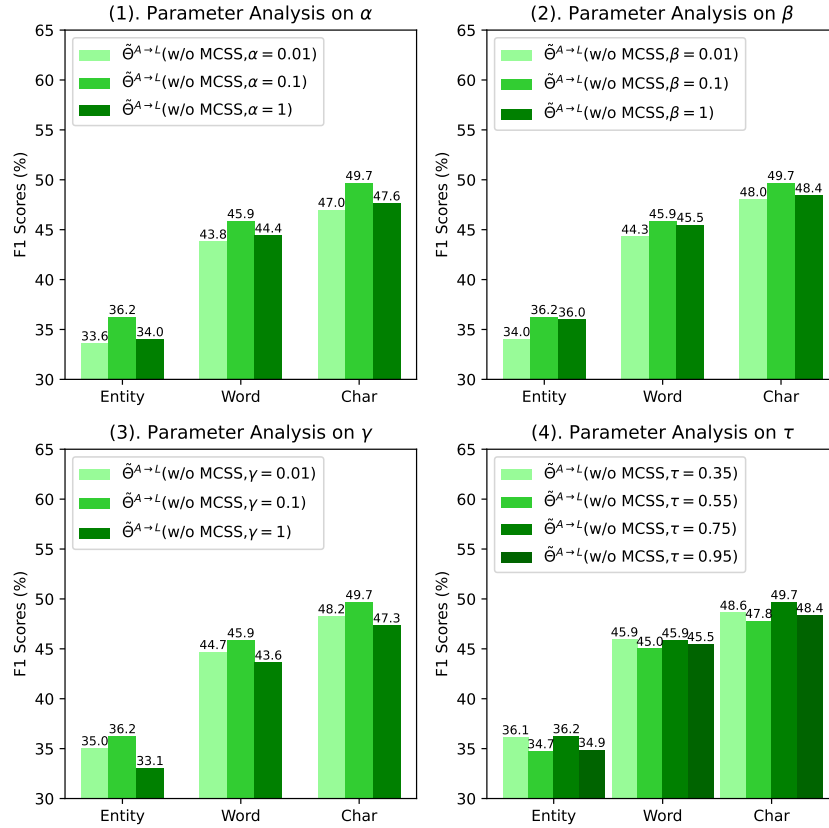 (1). Parameter Analysis on α
65
60
55
50
45
40
35
30
F1 Scores (%)
Θ̃^{A→L}(w/o MCSS,α = 0.01)
Θ̃^{A→L}(w/o MCSS,α = 0.1)
Θ̃^{A→L}(w/o MCSS,α = 1)
33.6 36.2 34.0
43.8 45.9 44.4
47.0 49.7 47.6
Entity Word Char
(2). Parameter Analysis on β
65
60
55
50
45
40
35
30
F1 Scores (%)
Θ̃^{A→L}(w/o MCSS,β = 0.01)
Θ̃^{A→L}(w/o MCSS,β = 0.1)
Θ̃^{A→L}(w/o MCSS,β = 1)
34.0 36.2 36.0
44.3 45.9 45.5
48.0 49.7 48.4
Entity Word Char
(3). Parameter Analysis on γ
65
60
55
50
45
40
35
30
F1 Scores (%)
Θ̃^{A→L}(w/o MCSS,γ = 0.01)
Θ̃^{A→L}(w/o MCSS,γ = 0.1)
Θ̃^{A→L}(w/o MCSS,γ = 1)
35.0 36.2 33.1
44.7 45.9 43.6
48.2 49.7 47.3
Entity Word Char
(4). Parameter Analysis on τ
65
60
55
50
45
40
35
30
F1 Scores (%)
Θ̃^{A→L}(w/o MCSS,τ = 0.35)
Θ̃^{A→L}(w/o MCSS,τ = 0.55)
Θ̃^{A→L}(w/o MCSS,τ = 0.75)
Θ̃^{A→L}(w/o MCSS,τ = 0.95)
36.1 34.7 36.2 34.9
45.9 45.0 45.9 45.5
48.6 47.8 49.7 48.4
Entity Word Char